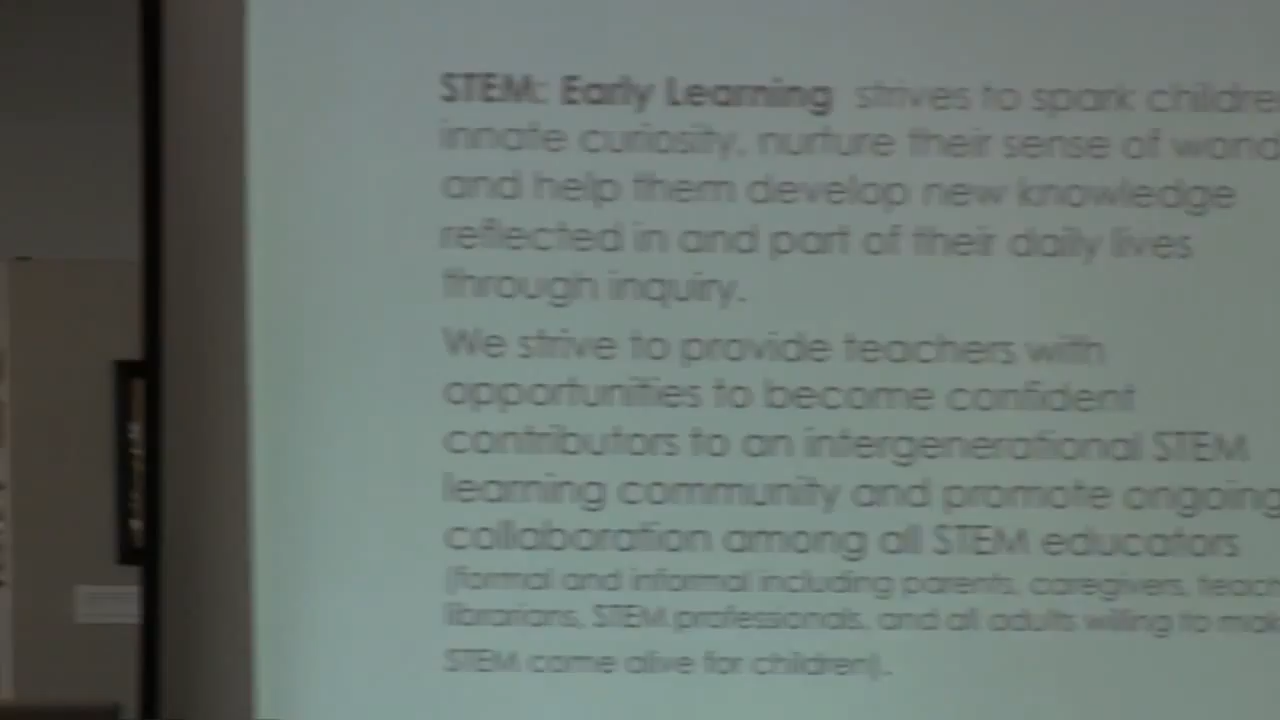 STEM: Early Learning strives to spark childre
innate curiosity, nurture their sense of wond
and help them develop new knowledge
reflected in and part of their daily lives
through inquiry.
We strive to provide teachers with
opportunities to become confident
contributors to an intergenerational STEM
learning community and promote ongoing
collaboration among all STEM educators
(formal and informal including parents, caregivers, teach
librarians, STEM professionals, and all adults willing to mak
STEM come alive for children).